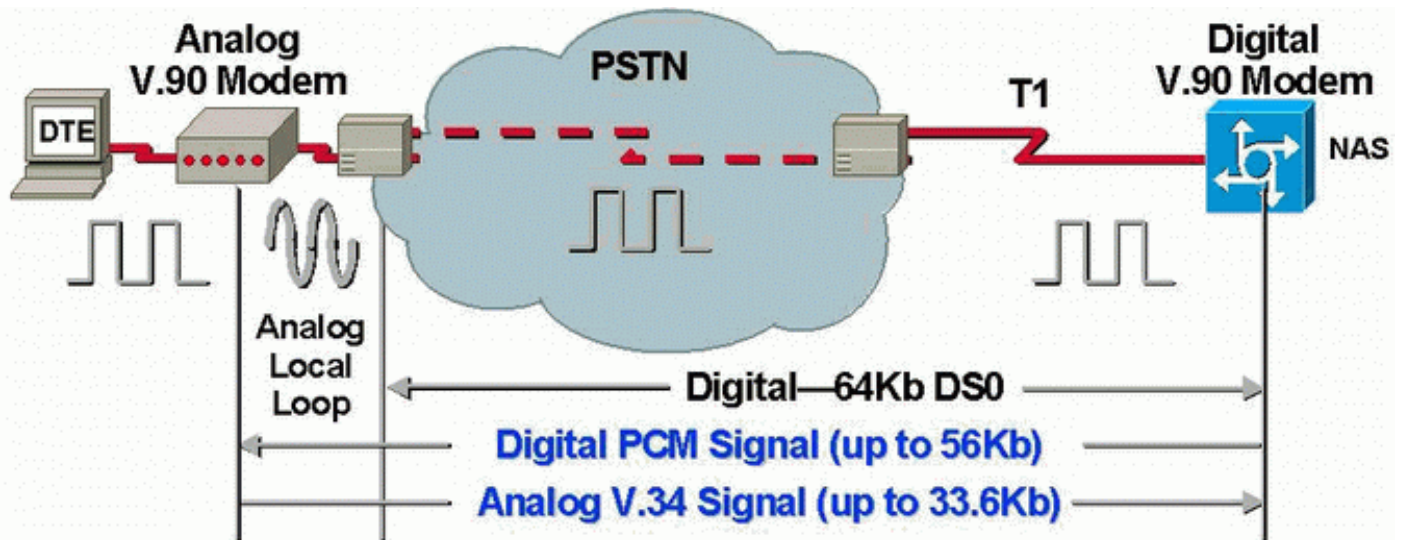 Analog
V.90 Modem
PSTN
Digital
V.90 Modem
T1
DTE
NAS
Analog
Local
Loop
Digital—64Kb DS0
Digital PCM Signal (up to 56Kb)
Analog V.34 Signal (up to 33.6Kb)